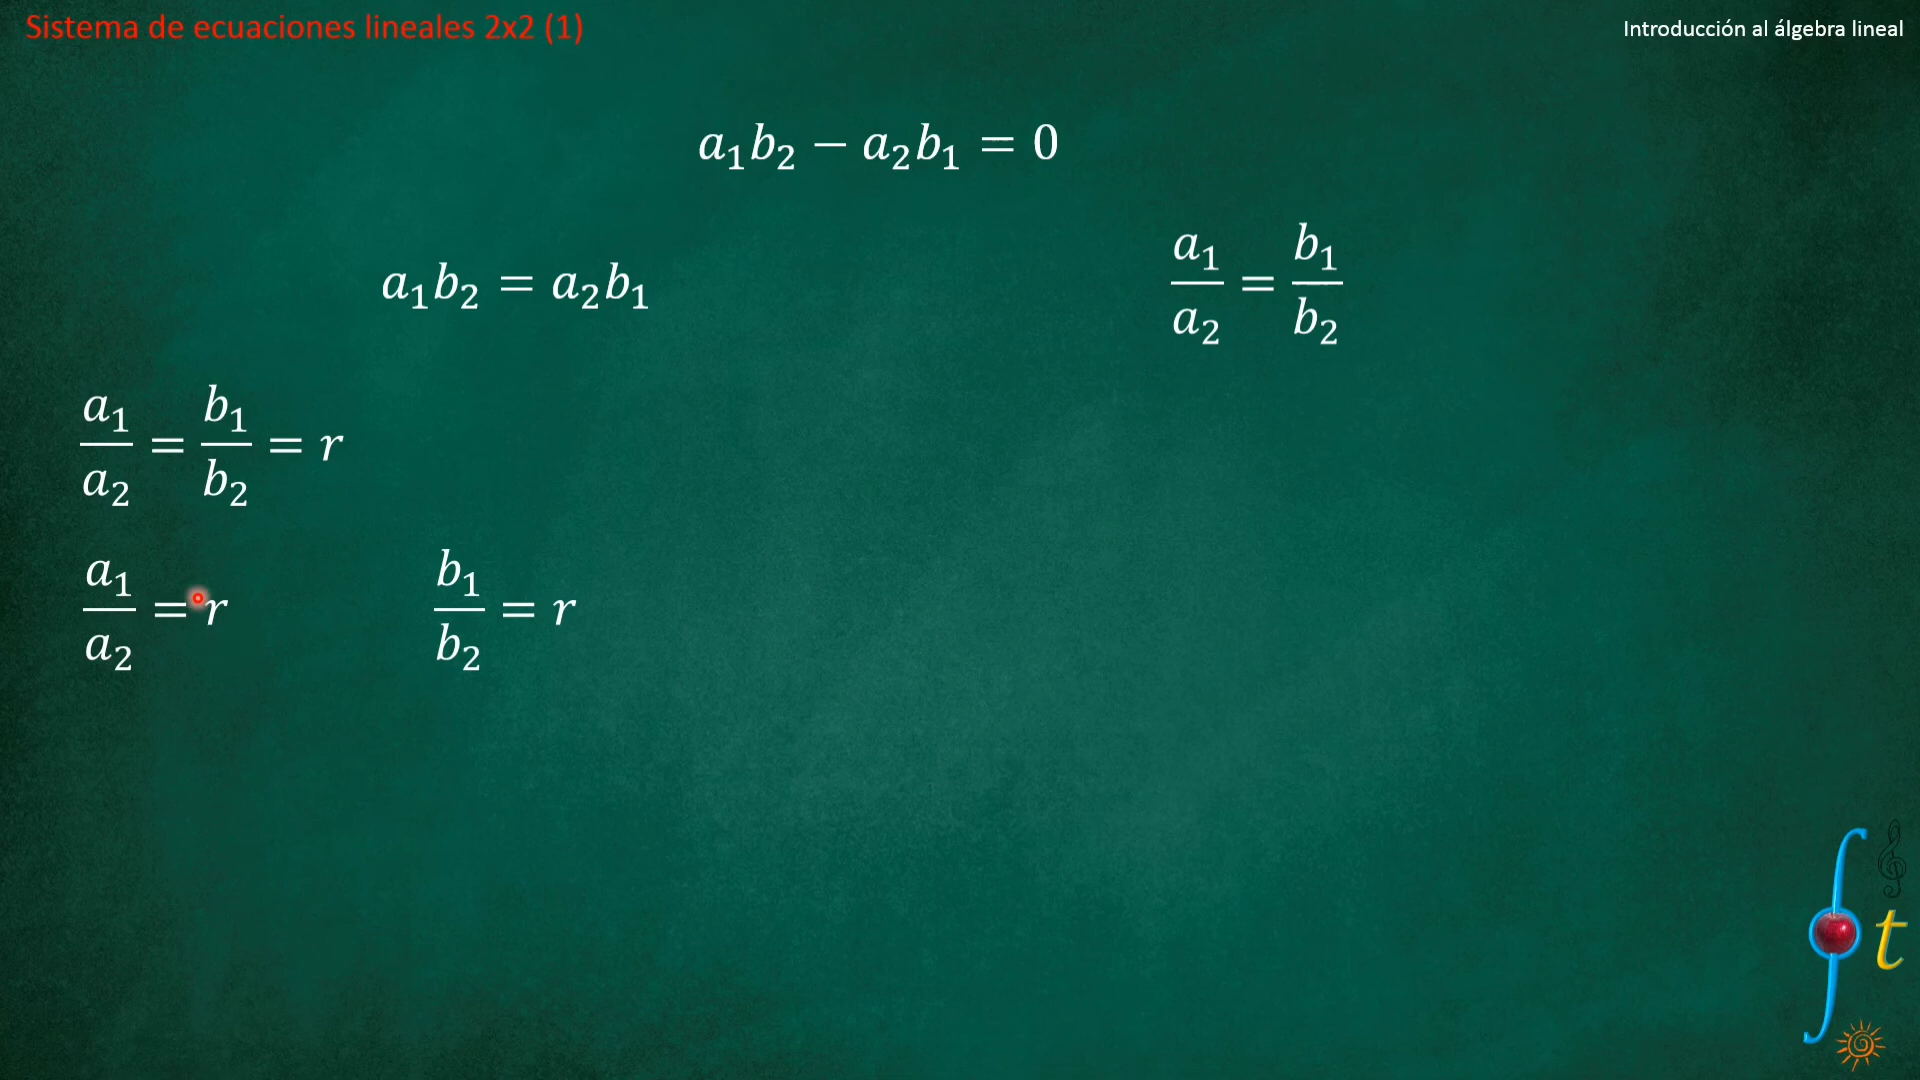 Sistema de ecuaciones lineales 2x2 (1)
Introducción al álgebra lineal
a₁b₂ − a₂b₁ = 0
a₁b₂ = a₂b₁
a₁/a₂ = b₁/b₂
a₁/a₂ = b₁/b₂ = r
a₁/a₂ = r
b₁/b₂ = r
t